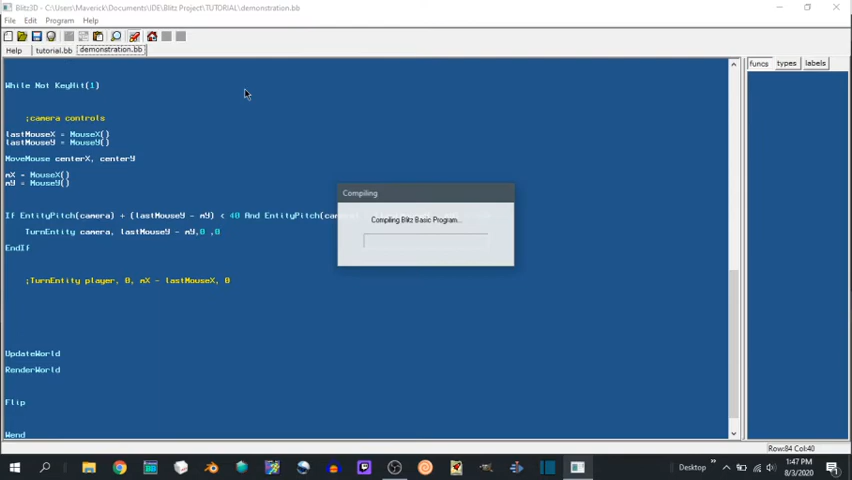 Blitz3D - C:\Users\Maverick\Documents\IDE\Blitz Project\TUTORIAL\demonstration.bb
File Edit Program Help
Help tutorial.bb demonstration.bb
funcs types labels
While Not KeyHit(1)
;camera controls
lastMouseX = MouseX()
lastMouseY = MouseY()
MoveMouse centerX, centerY
mX = MouseX()
mY = MouseY()
If EntityPitch(camera) + (lastMouseY - mY) < 40 And EntityPitch(cam
TurnEntity camera, lastMouseY - mY,0 ,0
EndIf
;TurnEntity player, 0, mX - lastMouseX, 0
UpdateWorld
RenderWorld
Flip
Wend
Compiling
Compiling Blitz Basic Program...
Row:84 Col:40
Desktop
1:47 PM
8/3/2020